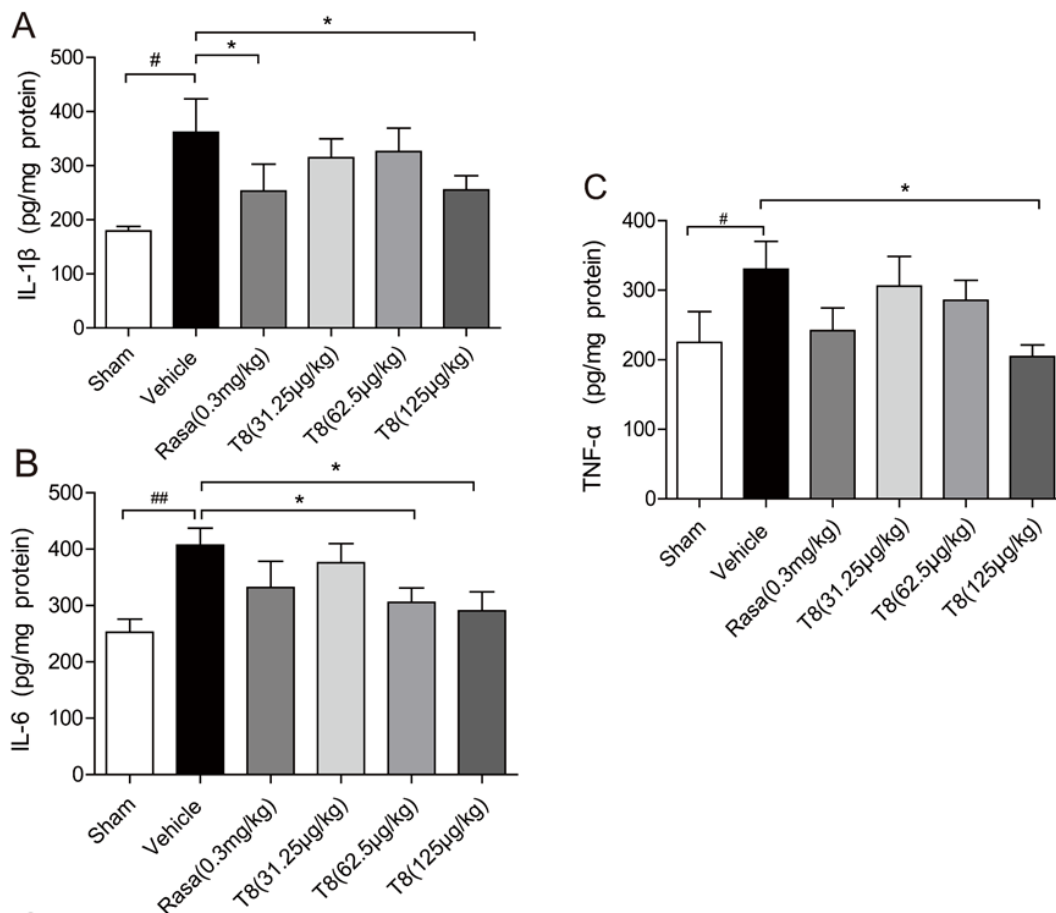 A
IL-1β (pg/mg protein)
500
400
300
200
100
0
#
*
*
Sham
Vehicle
Rasa(0.3mg/kg)
T8(31.25μg/kg)
T8(62.5μg/kg)
T8(125μg/kg)
B
IL-6 (pg/mg protein)
500
400
300
200
100
0
##
*
*
Sham
Vehicle
Rasa(0.3mg/kg)
T8(31.25μg/kg)
T8(62.5μg/kg)
T8(125μg/kg)
C
TNF-α (pg/mg protein)
400
300
200
100
0
#
*
Sham
Vehicle
Rasa(0.3mg/kg)
T8(31.25μg/kg)
T8(62.5μg/kg)
T8(125μg/kg)